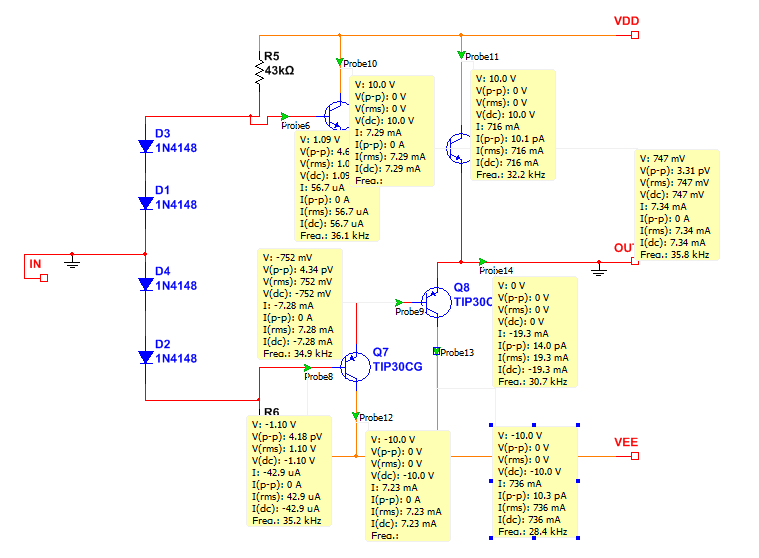 VDD
R5
43kΩ
Probe10
Probe11
V: 10.0 V
V(p-p): 0 V
V(rms): 0 V
V(dc): 10.0 V
I: 7.29 mA
I(p-p): 0 A
I(rms): 7.29 mA
I(dc): 7.29 mA
Freq.:
V: 10.0 V
V(p-p): 0 V
V(rms): 0 V
V(dc): 10.0 V
I: 716 mA
I(p-p): 10.1 pA
I(rms): 716 mA
I(dc): 716 mA
Freq.: 32.2 kHz
Probe6
D3
1N4148
V: 1.09 V
V(p-p): 4.6
V(rms): 1.0
V(dc): 1.09
I: 56.7 uA
I(p-p): 0 A
I(rms): 56.7 uA
I(dc): 56.7 uA
Freq.: 36.1 kHz
V: 747 mV
V(p-p): 3.31 pV
V(rms): 747 mV
V(dc): 747 mV
I: 7.34 mA
I(p-p): 0 A
I(rms): 7.34 mA
I(dc): 7.34 mA
Freq.: 35.8 kHz
D1
1N4148
IN
OU
Probe14
D4
1N4148
V: -752 mV
V(p-p): 4.34 pV
V(rms): 752 mV
V(dc): -752 mV
I: -7.28 mA
I(p-p): 0 A
I(rms): 7.28 mA
I(dc): -7.28 mA
Freq.: 34.9 kHz
Probe9
Q8
TIP30C
V: 0 V
V(p-p): 0 V
V(rms): 0 V
V(dc): 0 V
I: -19.3 mA
I(p-p): 14.0 pA
I(rms): 19.3 mA
I(dc): -19.3 mA
Freq.: 30.7 kHz
D2
1N4148
Probe13
Q7
TIP30CG
Probe8
R6
Probe12
V: -1.10 V
V(p-p): 4.18 pV
V(rms): 1.10 V
V(dc): -1.10 V
I: -42.9 uA
I(p-p): 0 A
I(rms): 42.9 uA
I(dc): -42.9 uA
Freq.: 35.2 kHz
V: -10.0 V
V(p-p): 0 V
V(rms): 0 V
V(dc): -10.0 V
I: 7.23 mA
I(p-p): 0 A
I(rms): 7.23 mA
I(dc): 7.23 mA
Freq.:
V: -10.0 V
V(p-p): 0 V
V(rms): 0 V
V(dc): -10.0 V
I: 736 mA
I(p-p): 10.3 pA
I(rms): 736 mA
I(dc): 736 mA
Freq.: 28.4 kHz
VEE